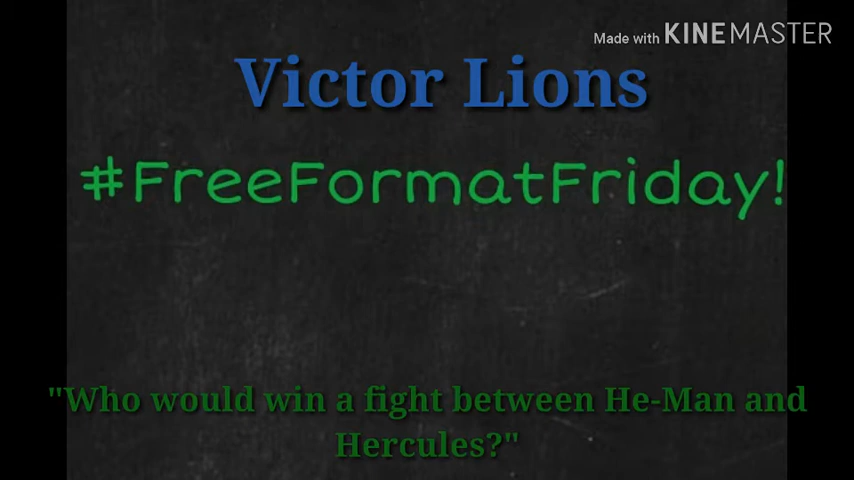 Made with KINEMASTER
Victor Lions
#FreeFormatFriday!
"Who would win a fight between He-Man and
Hercules?"